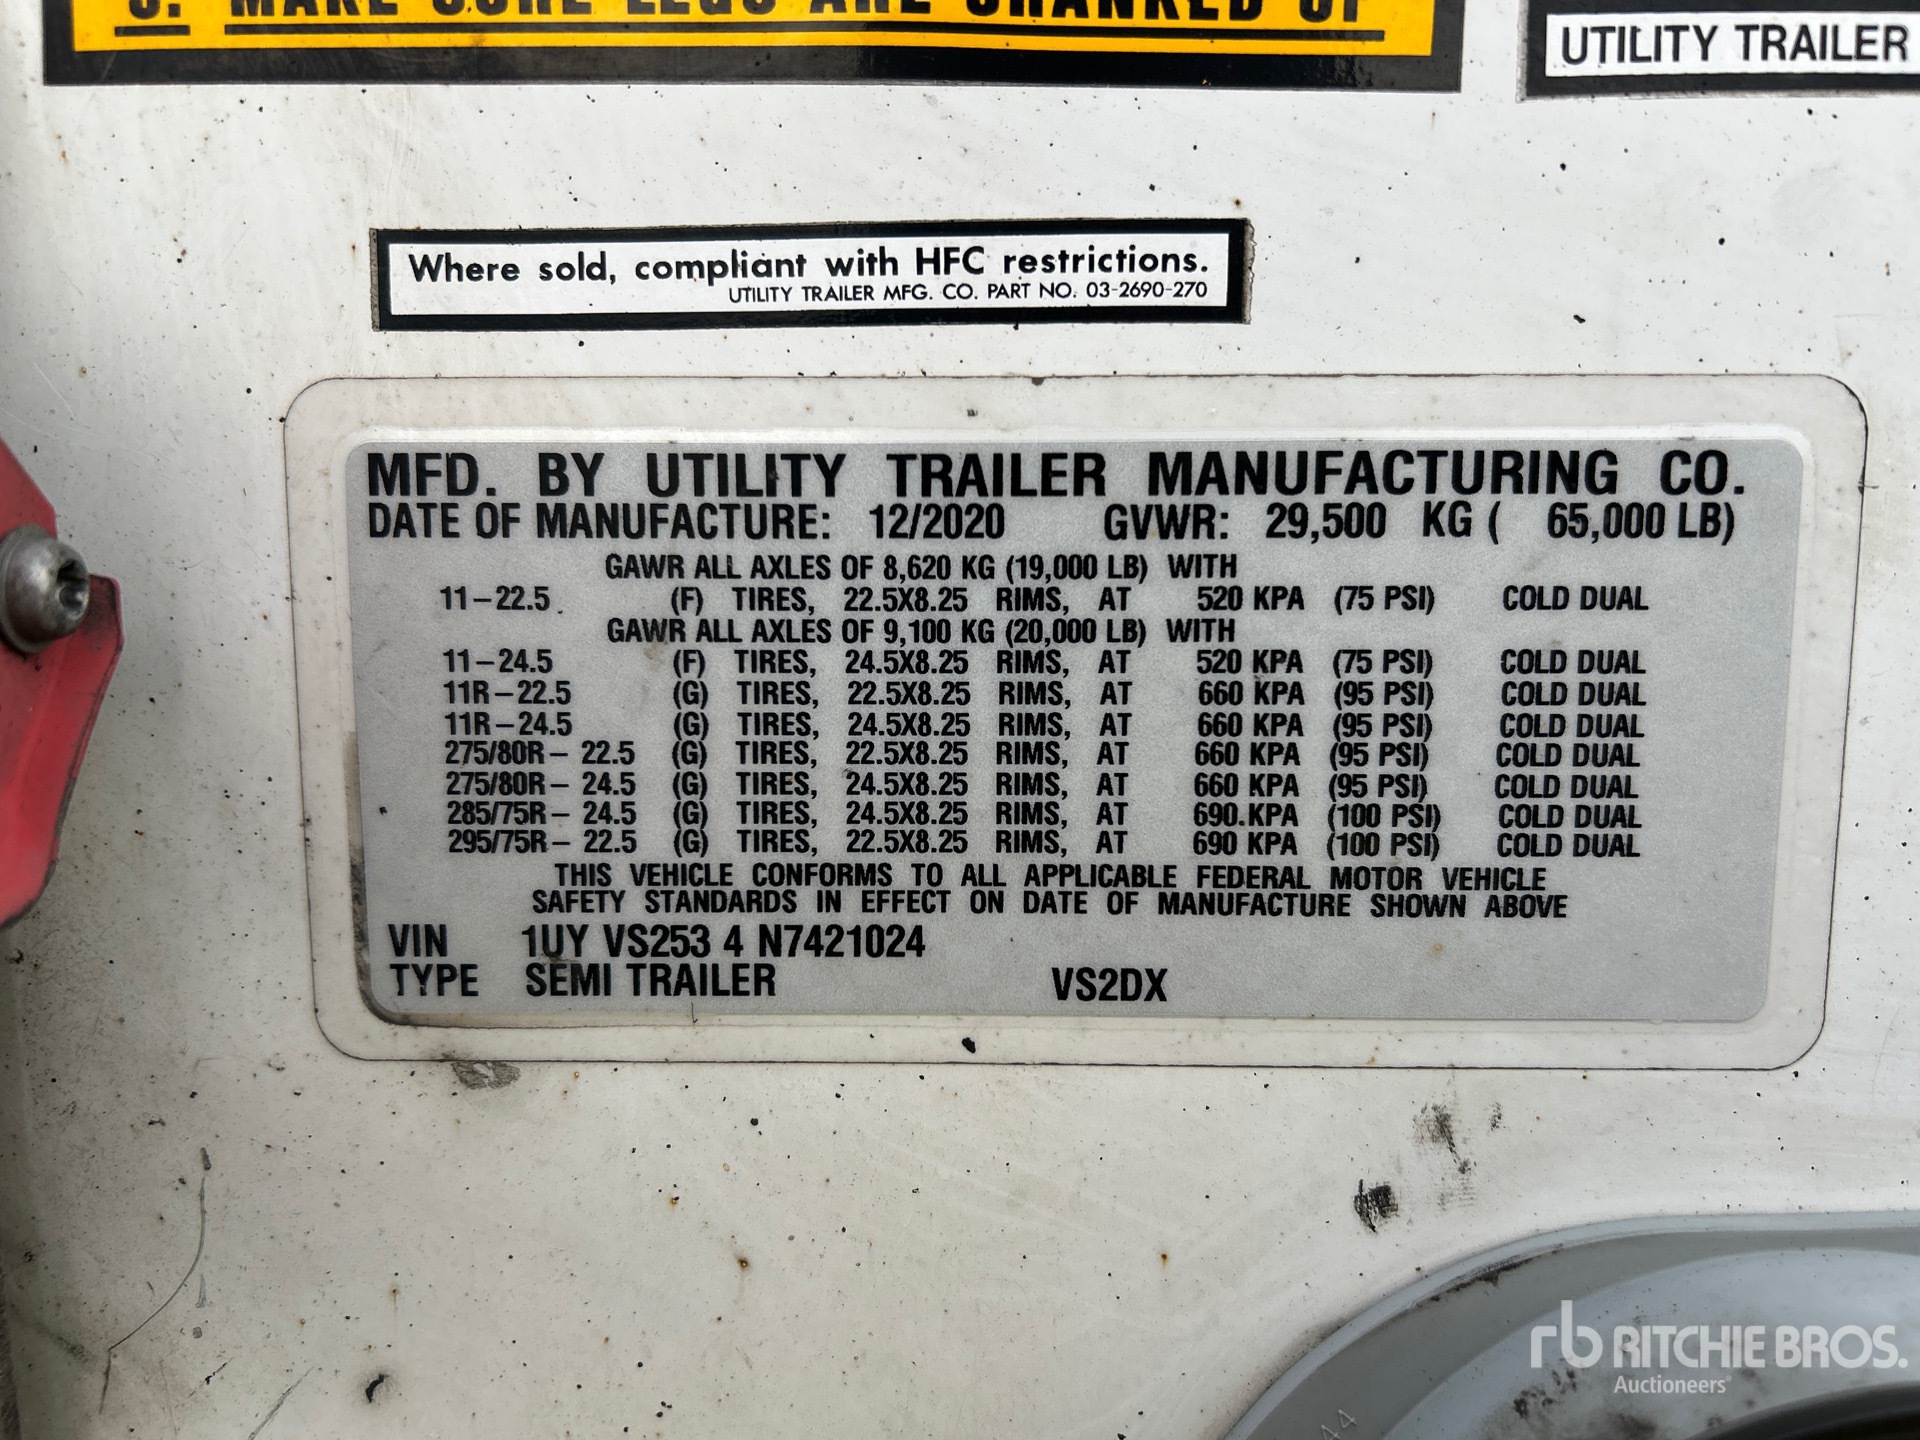 3. MAKE SURE LEGS ARE CRANKED UP
UTILITY TRAILER
Where sold, compliant with HFC restrictions.
UTILITY TRAILER MFG. CO. PART NO. 03-2690-270
MFD. BY UTILITY TRAILER MANUFACTURING CO.
DATE OF MANUFACTURE: 12/2020 GVWR: 29,500 KG ( 65,000 LB)
GAWR ALL AXLES OF 8,620 KG (19,000 LB) WITH
11-22.5 (F) TIRES, 22.5X8.25 RIMS, AT 520 KPA (75 PSI) COLD DUAL
GAWR ALL AXLES OF 9,100 KG (20,000 LB) WITH
11-24.5 (F) TIRES, 24.5X8.25 RIMS, AT 520 KPA (75 PSI) COLD DUAL
11R-22.5 (G) TIRES, 22.5X8.25 RIMS, AT 660 KPA (95 PSI) COLD DUAL
11R-24.5 (G) TIRES, 24.5X8.25 RIMS, AT 660 KPA (95 PSI) COLD DUAL
275/80R- 22.5 (G) TIRES, 22.5X8.25 RIMS, AT 660 KPA (95 PSI) COLD DUAL
275/80R- 24.5 (G) TIRES, 24.5X8.25 RIMS, AT 660 KPA (95 PSI) COLD DUAL
285/75R- 24.5 (G) TIRES, 24.5X8.25 RIMS, AT 690 KPA (100 PSI) COLD DUAL
295/75R- 22.5 (G) TIRES, 22.5X8.25 RIMS, AT 690 KPA (100 PSI) COLD DUAL
THIS VEHICLE CONFORMS TO ALL APPLICABLE FEDERAL MOTOR VEHICLE
SAFETY STANDARDS IN EFFECT ON DATE OF MANUFACTURE SHOWN ABOVE
VIN 1UY VS253 4 N7421024
TYPE SEMI TRAILER VS2DX
rb RITCHIE BROS.
Auctioneers
44